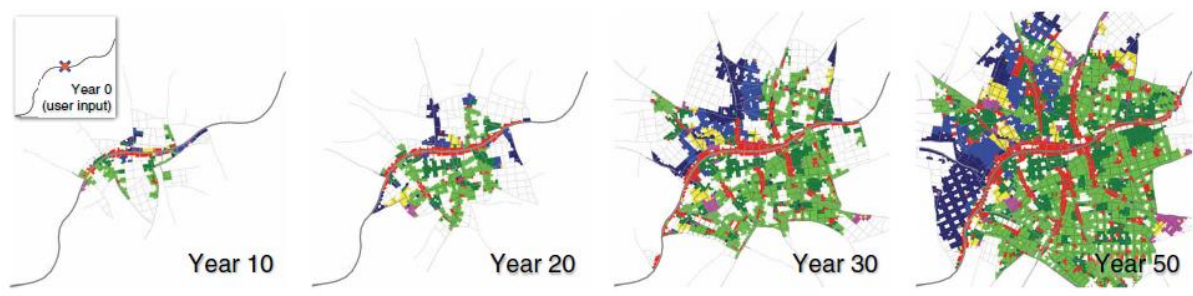 Year 0
(user input)
Year 10
Year 20
Year 30
Year 50